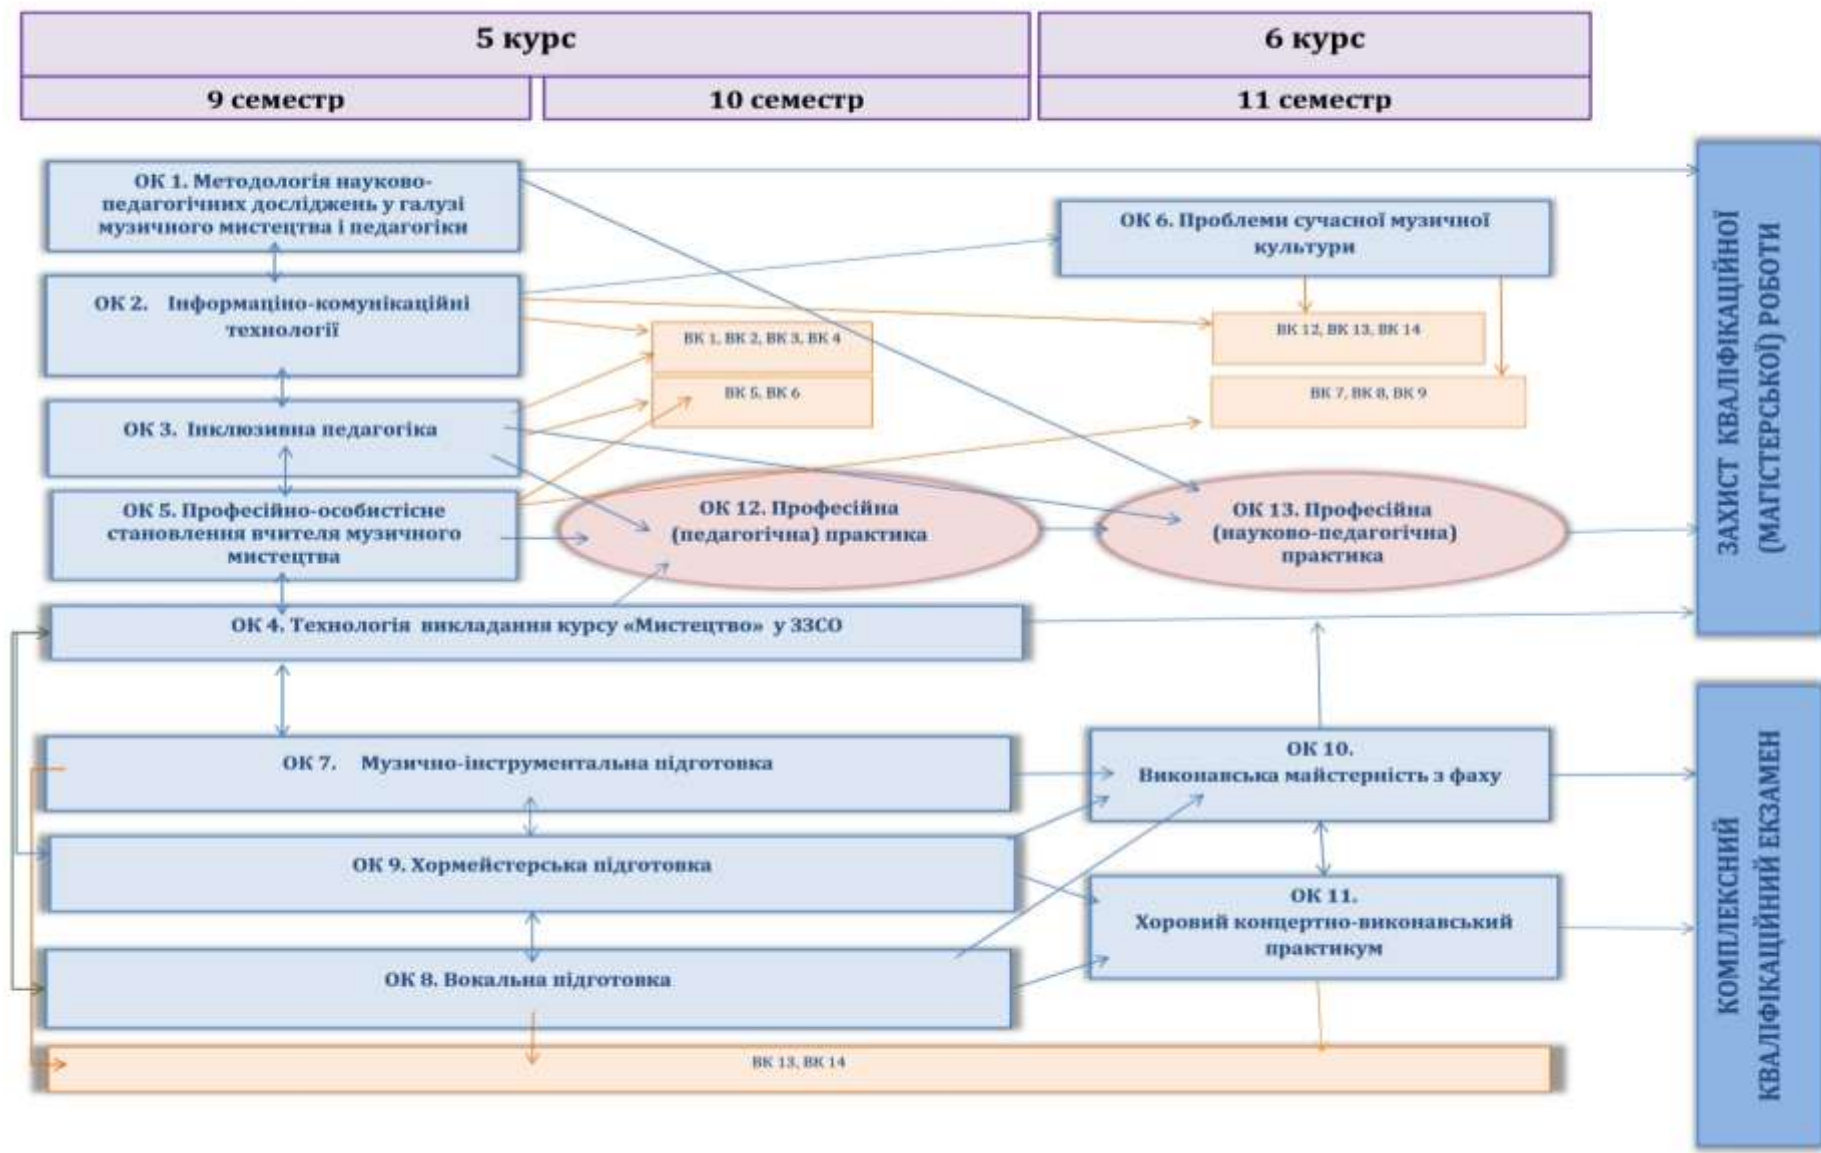 5 курс
6 курс
9 семестр
10 семестр
11 семестр
ОК 1. Методологія науково-
педагогічних досліджень у галузі
музичного мистецтва і педагогіки
ОК 6. Проблеми сучасної музичної
культури
ОК 2. Інформаціно-комунікаційні
технології
ВК 1, ВК 2, ВК 3, ВК 4
ВК 12, ВК 13, ВК 14
ВК 5, ВК 6
ВК 7, ВК 8, ВК 9
ОК 3. Інклюзивна педагогіка
ОК 5. Професійно-особистісне
становлення вчителя музичного
мистецтва
ОК 12. Професійна
(педагогічна) практика
ОК 13. Професійна
(науково-педагогічна)
практика
ОК 4. Технологія викладання курсу «Мистецтво» у ЗЗСО
ЗАХИСТ КВАЛІФІКАЦІЙНОЇ
(МАГІСТЕРСЬКОЇ) РОБОТИ
ОК 7. Музично-інструментальна підготовка
ОК 10.
Виконавська майстерність з фаху
ОК 9. Хормейстерська підготовка
ОК 11.
Хоровий концертно-виконавський
практикум
ОК 8. Вокальна підготовка
ВК 13, ВК 14
КОМПЛЕКСНИЙ
КВАЛІФІКАЦІЙНИЙ ЕКЗАМЕН